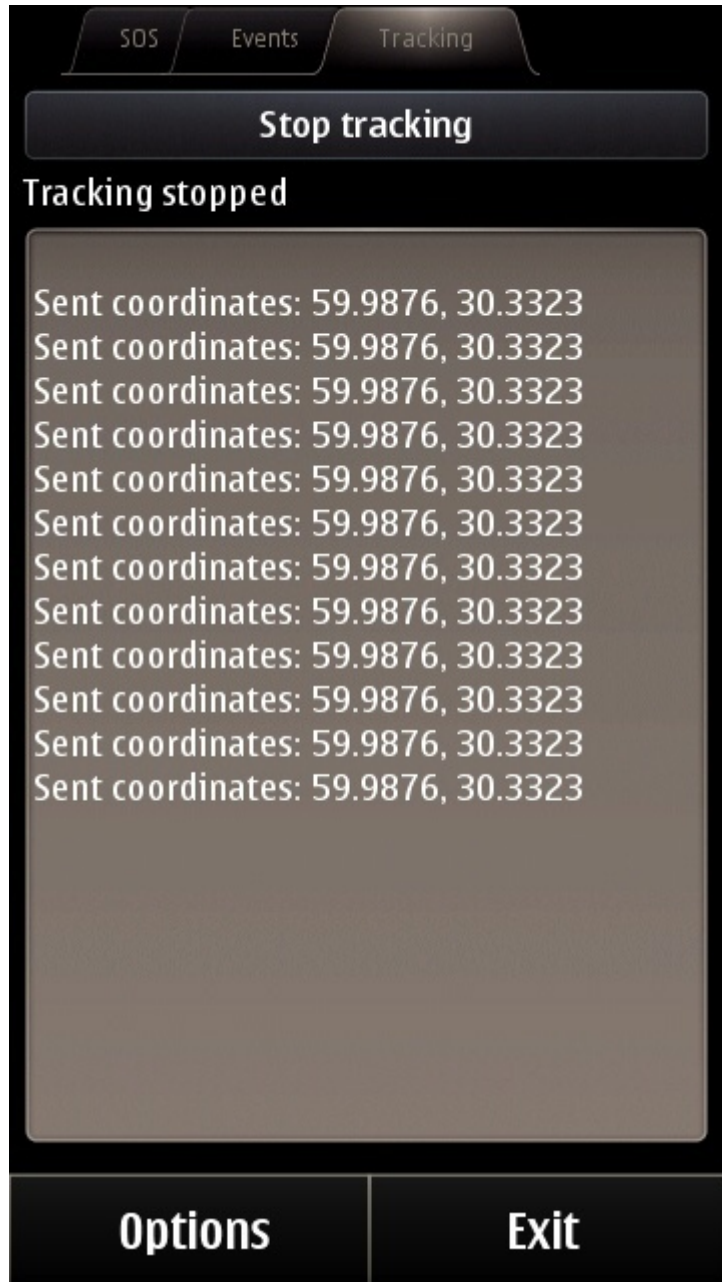 SOS Events Tracking
Stop tracking
Tracking stopped
Sent coordinates: 59.9876, 30.3323
Sent coordinates: 59.9876, 30.3323
Sent coordinates: 59.9876, 30.3323
Sent coordinates: 59.9876, 30.3323
Sent coordinates: 59.9876, 30.3323
Sent coordinates: 59.9876, 30.3323
Sent coordinates: 59.9876, 30.3323
Sent coordinates: 59.9876, 30.3323
Sent coordinates: 59.9876, 30.3323
Sent coordinates: 59.9876, 30.3323
Sent coordinates: 59.9876, 30.3323
Sent coordinates: 59.9876, 30.3323
Options Exit